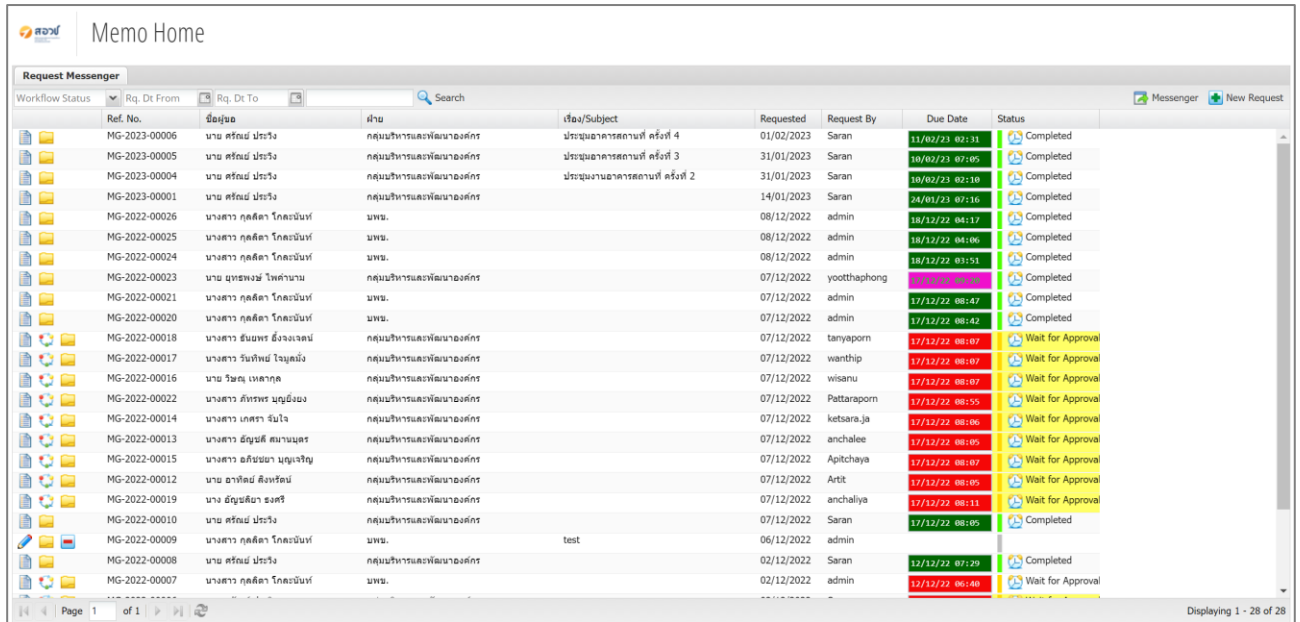 สอวช Memo Home
Request Messenger
Workflow Status Rq. Dt From Rq. Dt To Search Messenger New Request
Ref. No. ชื่อผู้ขอ ฝ่าย เรื่อง/Subject Requested Request By Due Date Status
MG-2023-00006 นาย ศรัณย์ ประวิง กลุ่มบริหารและพัฒนาองค์กร ประชุมอาคารสถานที่ ครั้งที่ 4 01/02/2023 Saran 11/02/23 02:31 Completed
MG-2023-00005 นาย ศรัณย์ ประวิง กลุ่มบริหารและพัฒนาองค์กร ประชุมอาคารสถานที่ ครั้งที่ 3 31/01/2023 Saran 10/02/23 07:05 Completed
MG-2023-00004 นาย ศรัณย์ ประวิง กลุ่มบริหารและพัฒนาองค์กร ประชุมงานอาคารสถานที่ ครั้งที่ 2 31/01/2023 Saran 10/02/23 02:10 Completed
MG-2023-00001 นาย ศรัณย์ ประวิง กลุ่มบริหารและพัฒนาองค์กร 14/01/2023 Saran 24/01/23 07:16 Completed
MG-2022-00026 นางสาว กุลลิตา โกละนันท์ บพข. 08/12/2022 admin 18/12/22 04:17 Completed
MG-2022-00025 นางสาว กุลลิตา โกละนันท์ บพข. 08/12/2022 admin 18/12/22 04:06 Completed
MG-2022-00024 นางสาว กุลลิตา โกละนันท์ บพข. 08/12/2022 admin 18/12/22 03:51 Completed
MG-2022-00023 นาย ยุทธพงษ์ ไพคำนาม กลุ่มบริหารและพัฒนาองค์กร 07/12/2022 yootthaphong Completed
MG-2022-00021 นางสาว กุลลิตา โกละนันท์ บพข. 07/12/2022 admin 17/12/22 08:47 Completed
MG-2022-00020 นางสาว กุลลิตา โกละนันท์ บพข. 07/12/2022 admin 17/12/22 08:42 Completed
MG-2022-00018 นางสาว ธันยพร อึ้งจงเจตน์ กลุ่มบริหารและพัฒนาองค์กร 07/12/2022 tanyaporn 17/12/22 08:07 Wait for Approval
MG-2022-00017 นางสาว วันทิพย์ ใจมูลมั่ง กลุ่มบริหารและพัฒนาองค์กร 07/12/2022 wanthip 17/12/22 08:07 Wait for Approval
MG-2022-00016 นาย วิษณุ เหลากุล กลุ่มบริหารและพัฒนาองค์กร 07/12/2022 wisanu 17/12/22 08:07 Wait for Approval
MG-2022-00022 นางสาว ภัทรพร บุญยิ่งยง กลุ่มบริหารและพัฒนาองค์กร 07/12/2022 Pattaraporn 17/12/22 08:55 Wait for Approval
MG-2022-00014 นางสาว เกศรา จับใจ กลุ่มบริหารและพัฒนาองค์กร 07/12/2022 ketsara.ja 17/12/22 08:06 Wait for Approval
MG-2022-00013 นางสาว อัญชลี สมานบุตร กลุ่มบริหารและพัฒนาองค์กร 07/12/2022 anchalee 17/12/22 08:05 Wait for Approval
MG-2022-00015 นางสาว อภิชชยา บุญเจริญ กลุ่มบริหารและพัฒนาองค์กร 07/12/2022 Apitchaya 17/12/22 08:07 Wait for Approval
MG-2022-00012 นาย อาทิตย์ สิงหรัตน์ กลุ่มบริหารและพัฒนาองค์กร 07/12/2022 Artit 17/12/22 08:05 Wait for Approval
MG-2022-00019 นาง อัญชลิยา ธงศรี กลุ่มบริหารและพัฒนาองค์กร 07/12/2022 anchaliya 17/12/22 08:11 Wait for Approval
MG-2022-00010 นาย ศรัณย์ ประวิง กลุ่มบริหารและพัฒนาองค์กร 07/12/2022 Saran 17/12/22 08:05 Completed
MG-2022-00009 นางสาว กุลลิตา โกละนันท์ บพข. test 06/12/2022 admin
MG-2022-00008 นาย ศรัณย์ ประวิง กลุ่มบริหารและพัฒนาองค์กร 02/12/2022 Saran 12/12/22 07:29 Completed
MG-2022-00007 นางสาว กุลลิตา โกละนันท์ บพข. 02/12/2022 admin 12/12/22 06:40 Wait for Approval
Page 1 of 1 Displaying 1 - 28 of 28